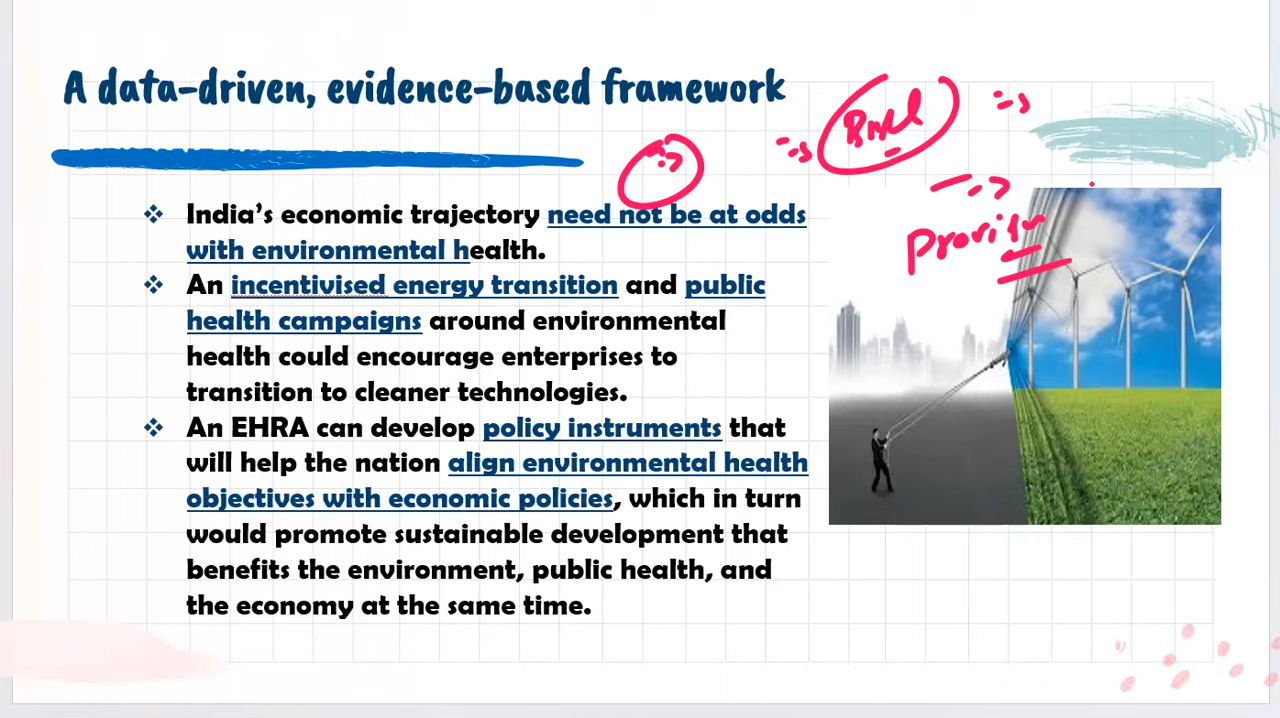 A data-driven, evidence-based framework
❖ India's economic trajectory need not be at odds
with environmental health.
❖ An incentivised energy transition and public
health campaigns around environmental
health could encourage enterprises to
transition to cleaner technologies.
❖ An EHRA can develop policy instruments that
will help the nation align environmental health
objectives with economic policies, which in turn
would promote sustainable development that
benefits the environment, public health, and
the economy at the same time.